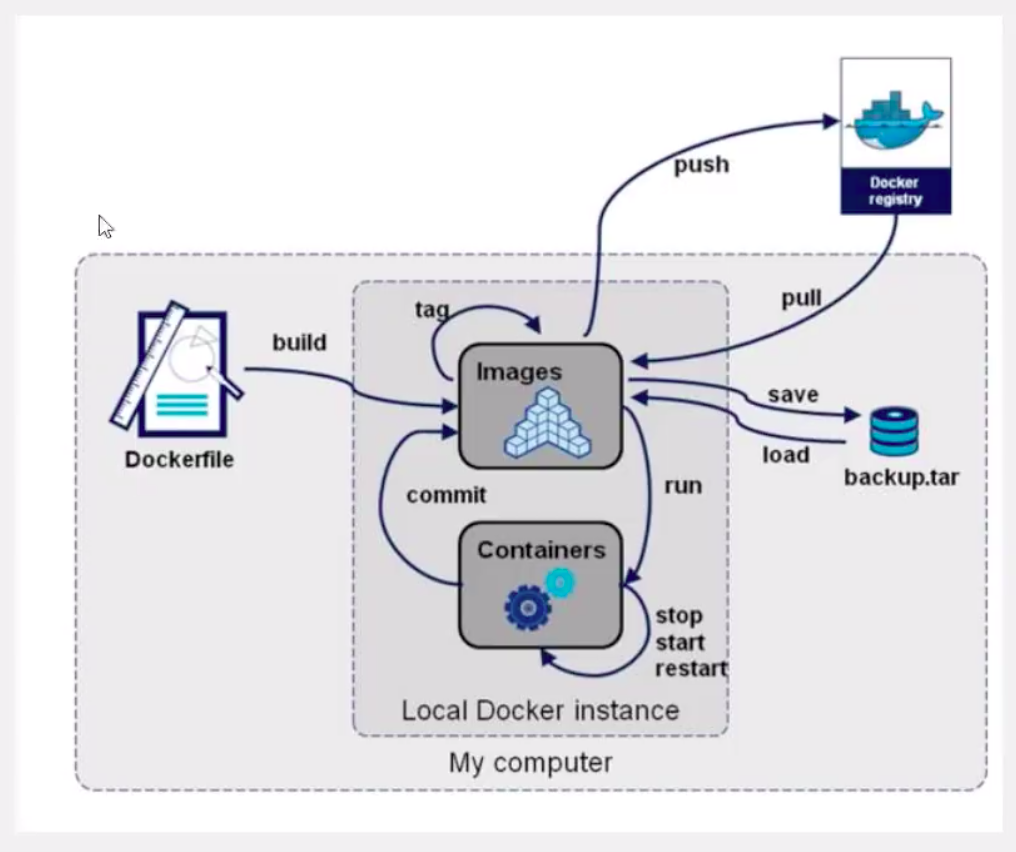 Docker
registry
push
pull
tag
build
Images
save
load
backup.tar
Dockerfile
commit
run
Containers
stop
start
restart
Local Docker instance
My computer